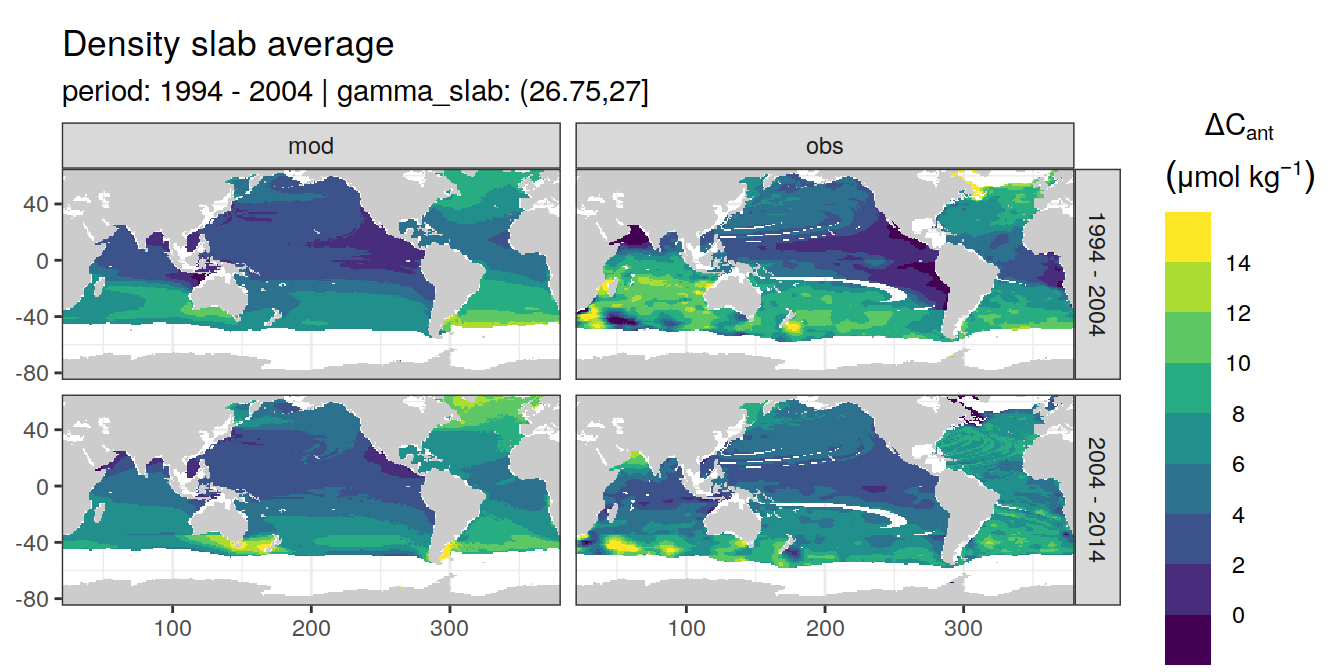 Density slab average
period: 1994 - 2004 | gamma_slab: (26.75,27]
mod
obs
ΔCant
(μmol kg⁻¹)
40
0
-40
-80
1994 - 2004
14
12
10
8
6
4
2
0
40
0
-40
-80
2004 - 2014
100
200
300
100
200
300